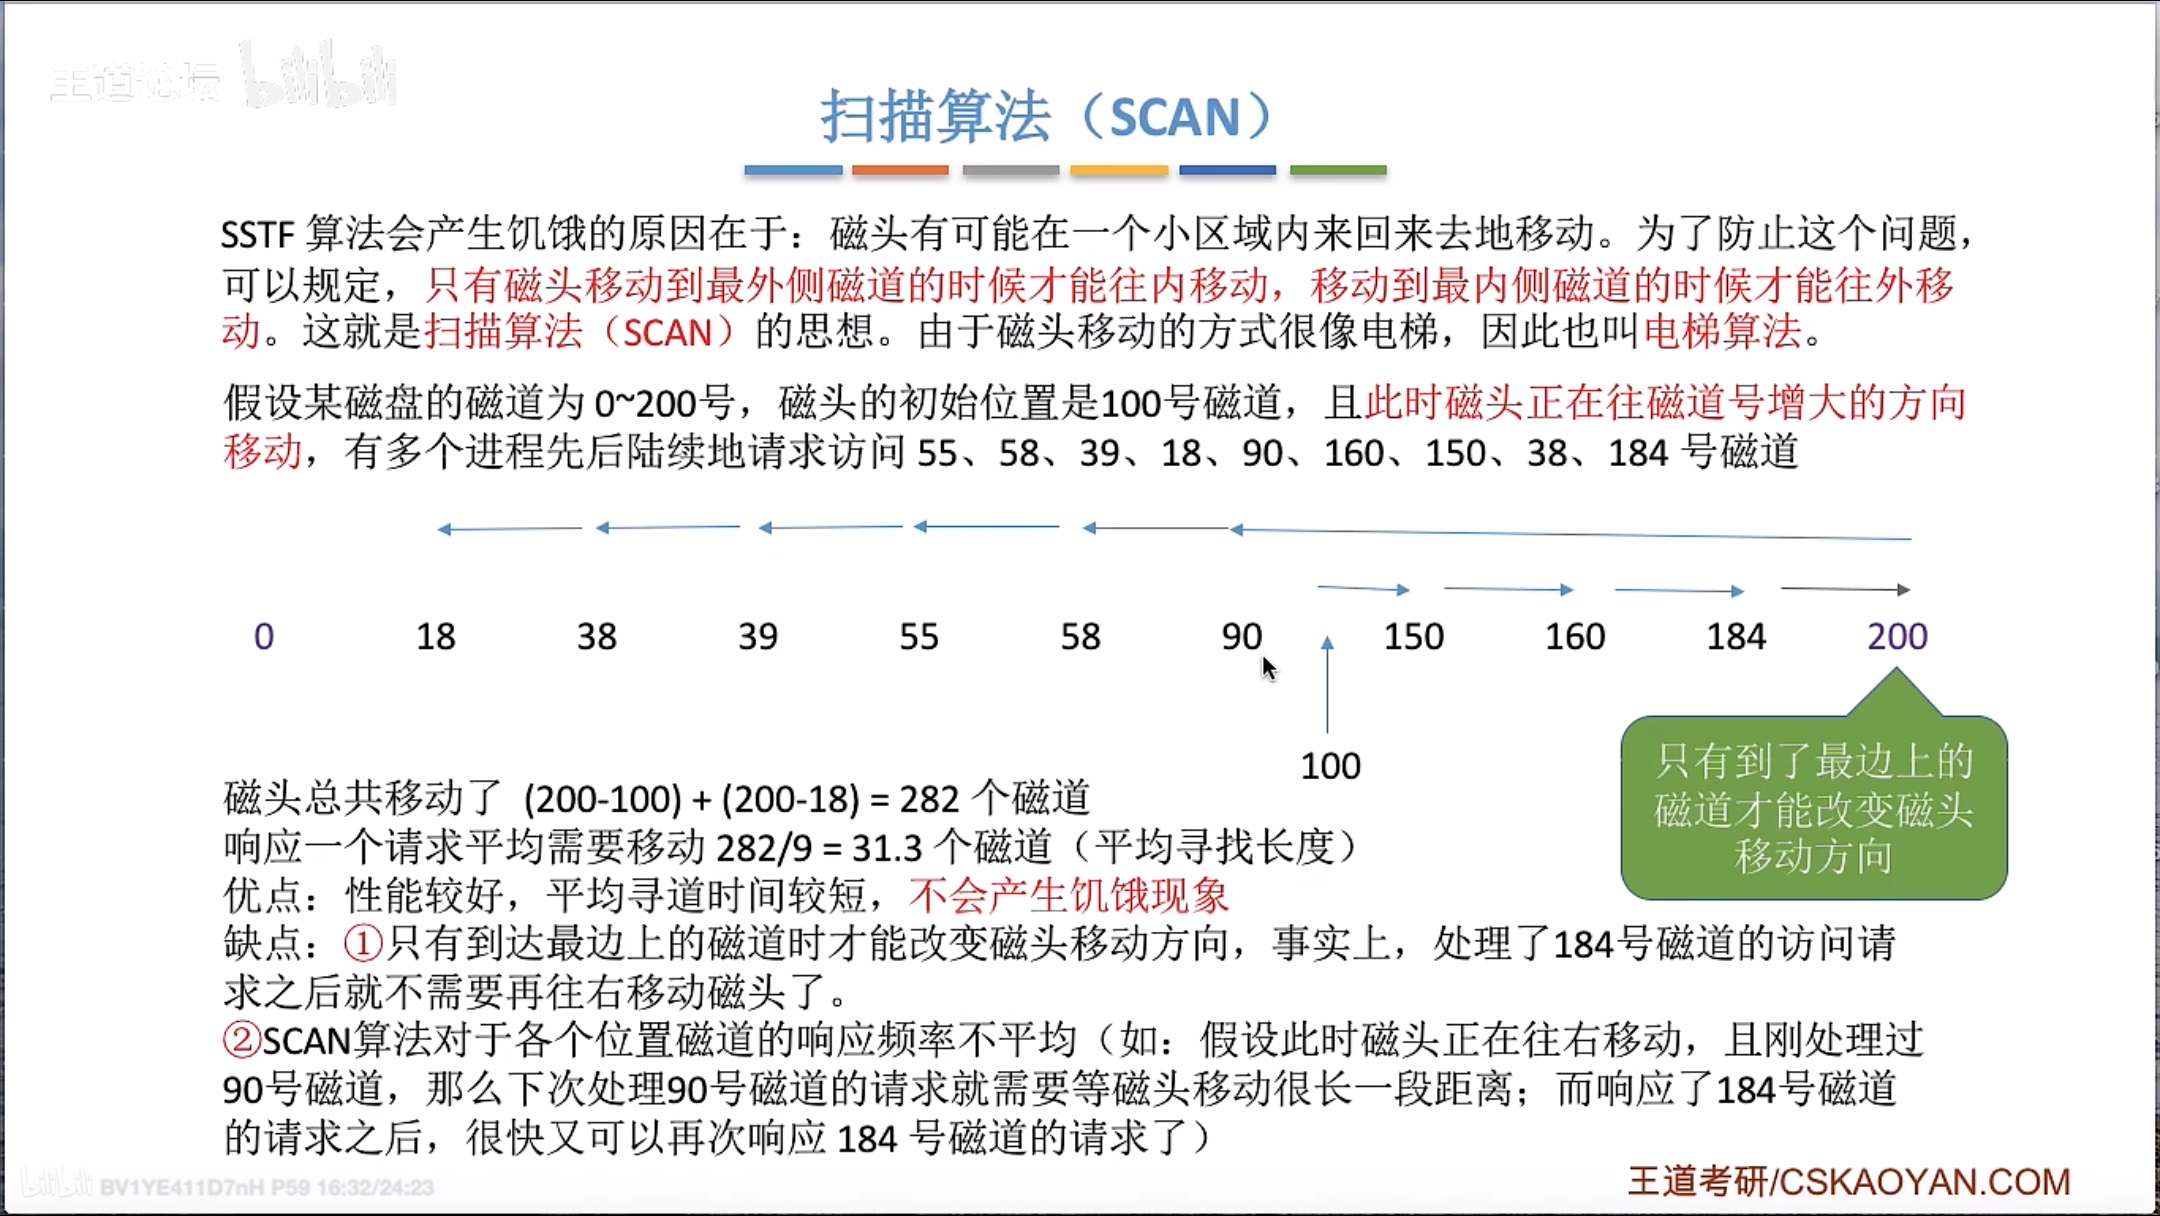 王道论坛 bilibili
扫描算法（SCAN）
SSTF 算法会产生饥饿的原因在于：磁头有可能在一个小区域内来回来去地移动。为了防止这个问题，
可以规定，只有磁头移动到最外侧磁道的时候才能往内移动，移动到最内侧磁道的时候才能往外移
动。这就是扫描算法（SCAN）的思想。由于磁头移动的方式很像电梯，因此也叫电梯算法。
假设某磁盘的磁道为 0~200号，磁头的初始位置是100号磁道，且此时磁头正在往磁道号增大的方向
移动，有多个进程先后陆续地请求访问 55、58、39、18、90、160、150、38、184 号磁道
0 18 38 39 55 58 90 150 160 184 200
100
只有到了最边上的
磁道才能改变磁头
移动方向
磁头总共移动了 (200-100) + (200-18) = 282 个磁道
响应一个请求平均需要移动 282/9 = 31.3 个磁道（平均寻找长度）
优点：性能较好，平均寻道时间较短，不会产生饥饿现象
缺点：①只有到达最边上的磁道时才能改变磁头移动方向，事实上，处理了184号磁道的访问请
求之后就不需要再往右移动磁头了。
②SCAN算法对于各个位置磁道的响应频率不平均（如：假设此时磁头正在往右移动，且刚处理过
90号磁道，那么下次处理90号磁道的请求就需要等磁头移动很长一段距离；而响应了184号磁道
的请求之后，很快又可以再次响应 184 号磁道的请求了）
bilibili BV1YE411D7nH P59 16:32/24:23
王道考研/CSKAOYAN.COM